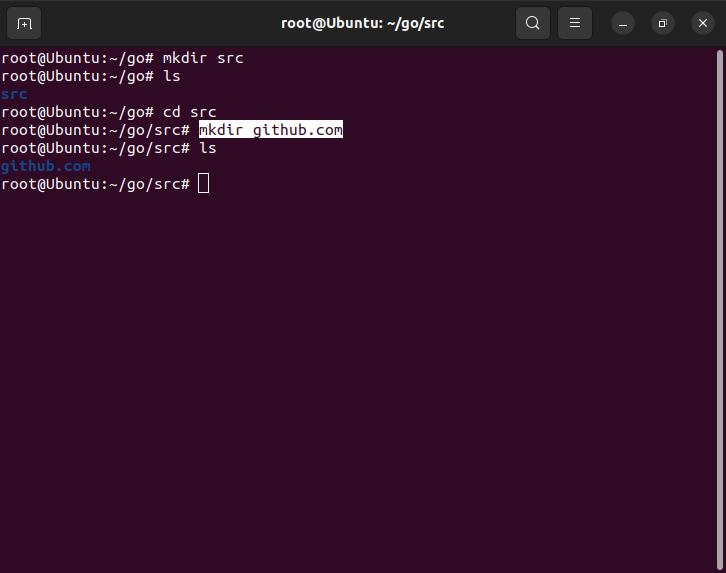 root@Ubuntu: ~/go/src
root@Ubuntu:~/go# mkdir src
root@Ubuntu:~/go# ls
src
root@Ubuntu:~/go# cd src
root@Ubuntu:~/go/src# mkdir github.com
root@Ubuntu:~/go/src# ls
github.com
root@Ubuntu:~/go/src#